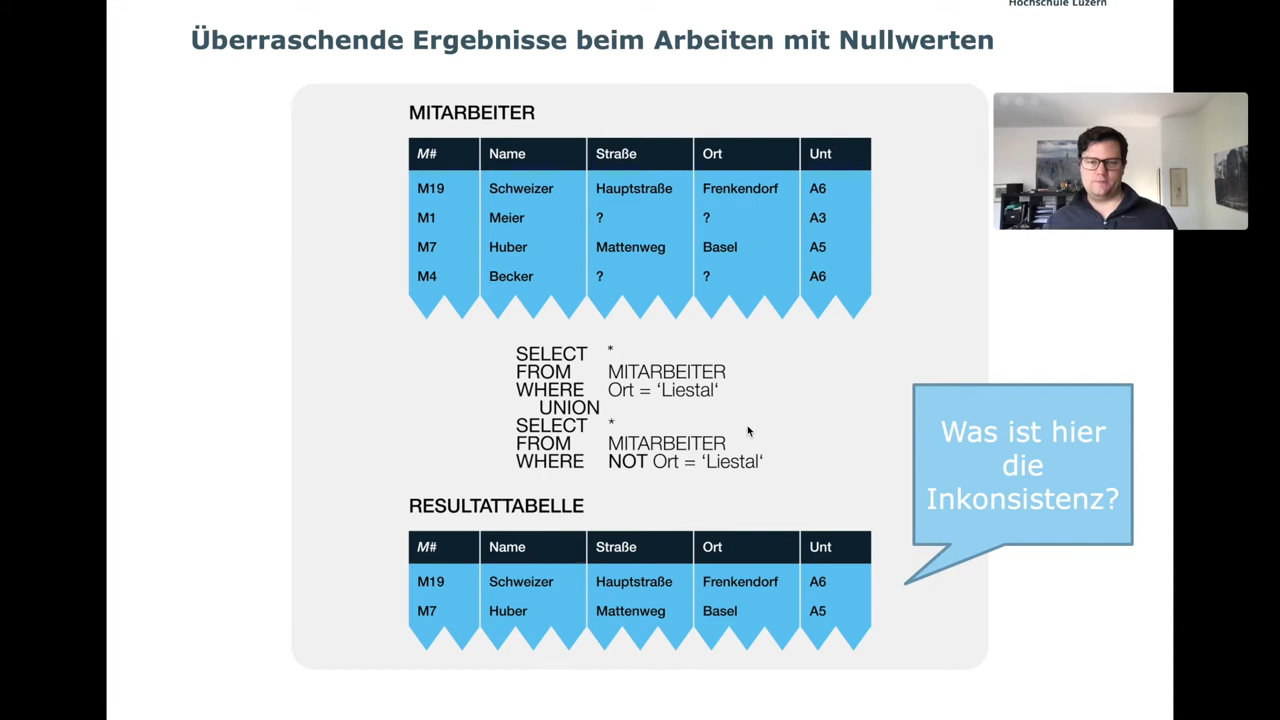 Hochschule Luzern
Überraschende Ergebnisse beim Arbeiten mit Nullwerten
MITARBEITER
M# Name Straße Ort Unt
M19 Schweizer Hauptstraße Frenkendorf A6
M1 Meier ? ? A3
M7 Huber Mattenweg Basel A5
M4 Becker ? ? A6
SELECT *
FROM MITARBEITER
WHERE Ort = ‘Liestal‘
UNION
SELECT *
FROM MITARBEITER
WHERE NOT Ort = ‘Liestal‘
Was ist hier
die
Inkonsistenz?
RESULTATTABELLE
M# Name Straße Ort Unt
M19 Schweizer Hauptstraße Frenkendorf A6
M7 Huber Mattenweg Basel A5